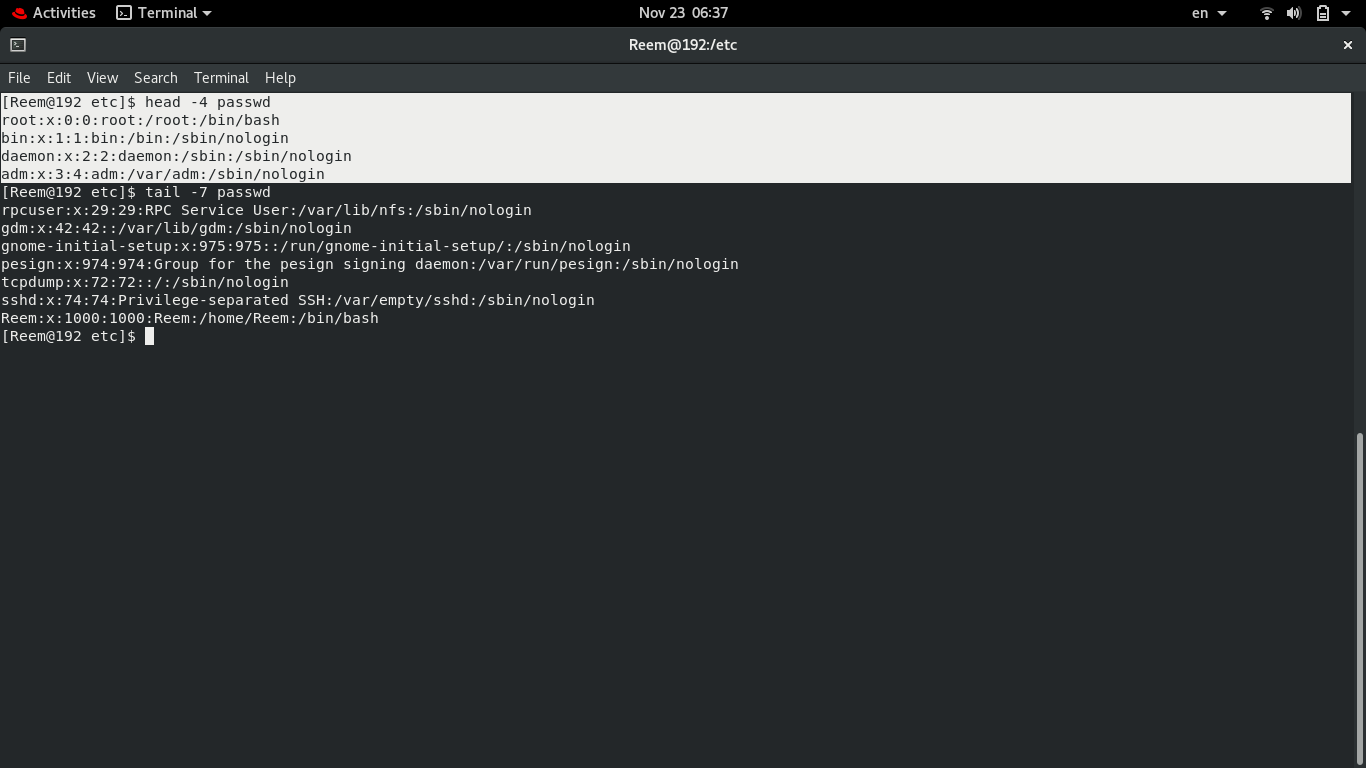 Activities Terminal Nov 23 06:37 en
Reem@192:/etc
File Edit View Search Terminal Help
[Reem@192 etc]$ head -4 passwd
root:x:0:0:root:/root:/bin/bash
bin:x:1:1:bin:/bin:/sbin/nologin
daemon:x:2:2:daemon:/sbin:/sbin/nologin
adm:x:3:4:adm:/var/adm:/sbin/nologin
[Reem@192 etc]$ tail -7 passwd
rpcuser:x:29:29:RPC Service User:/var/lib/nfs:/sbin/nologin
gdm:x:42:42::/var/lib/gdm:/sbin/nologin
gnome-initial-setup:x:975:975::/run/gnome-initial-setup/:/sbin/nologin
pesign:x:974:974:Group for the pesign signing daemon:/var/run/pesign:/sbin/nologin
tcpdump:x:72:72::/:/sbin/nologin
sshd:x:74:74:Privilege-separated SSH:/var/empty/sshd:/sbin/nologin
Reem:x:1000:1000:Reem:/home/Reem:/bin/bash
[Reem@192 etc]$